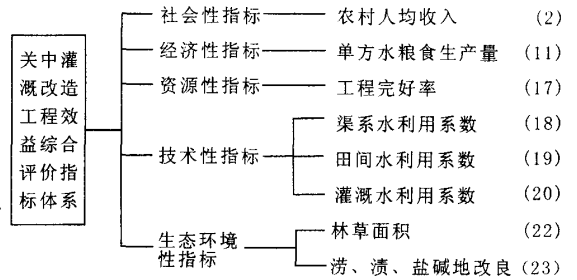 关中灌
溉改造
工程效
益综合
评价指
标体系
社会性指标 农村人均收入 (2)
经济性指标 单方水粮食生产量 (11)
资源性指标 工程完好率 (17)
渠系水利用系数 (18)
技术性指标 田间水利用系数 (19)
灌溉水利用系数 (20)
生态环境
性指标
林草面积 (22)
涝、渍、盐碱地改良 (23)